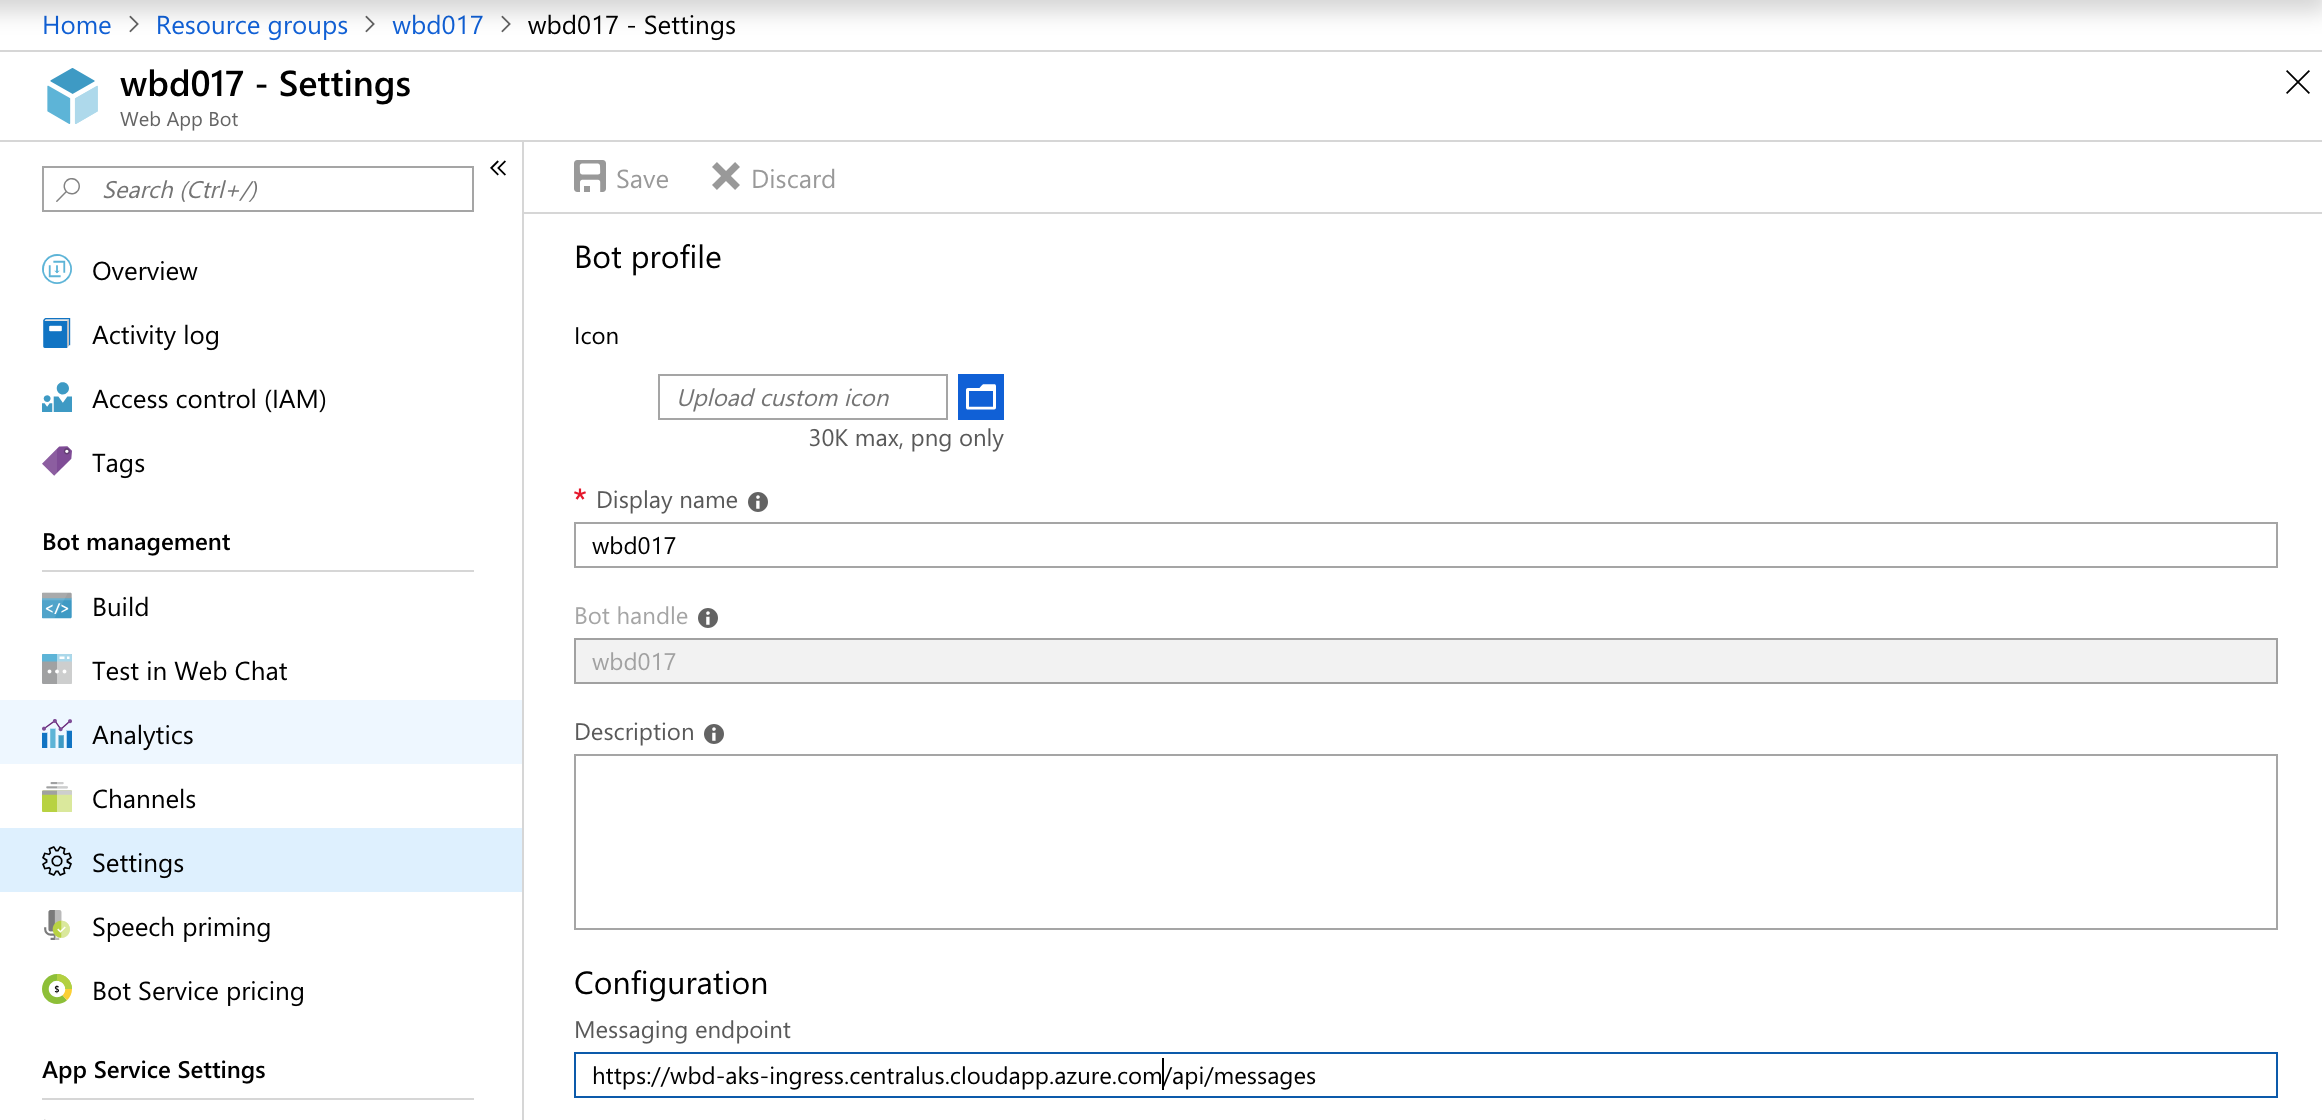 Home > Resource groups > wbd017 > wbd017 - Settings
wbd017 - Settings
Web App Bot
Search (Ctrl+/)
Overview
Activity log
Access control (IAM)
Tags
Bot management
Build
Test in Web Chat
Analytics
Channels
Settings
Speech priming
Bot Service pricing
App Service Settings
Save Discard
Bot profile
Icon
Upload custom icon
30K max, png only
* Display name
wbd017
Bot handle
wbd017
Description
Configuration
Messaging endpoint
https://wbd-aks-ingress.centralus.cloudapp.azure.com/api/messages